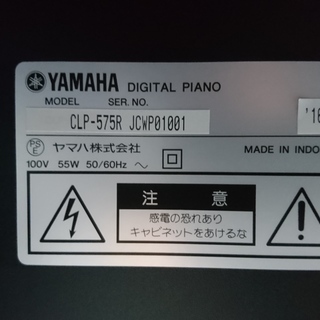 YAMAHA DIGITAL PIANO
MODEL SER. NO.
CLP-575R JCWP01001 '16
PS E ヤマハ株式会社
100V 55W 50/60Hz MADE IN INDO
注意
感電の恐れあり
キャビネットをあけるな